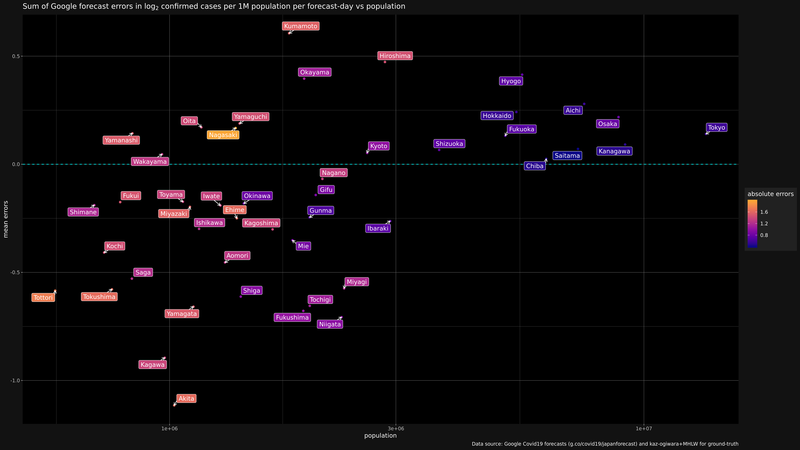 Sum of Google forecast errors in log₂ confirmed cases per 1M population per forecast-day vs population
Kumamoto
0.5
Hiroshima
Okayama
Hyogo
Aichi
Hokkaido
Oita
Yamaguchi
Osaka
Nagasaki
Fukuoka
Tokyo
Yamanashi
Kyoto
Shizuoka
Kanagawa
Saitama
Wakayama
0.0
Chiba
Nagano
Gifu
Fukui
Toyama
Iwate
Okinawa
absolute errors
Shimane
Miyazaki
Ehime
Gunma
1.6
mean errors
Ishikawa
Kagoshima
1.2
Ibaraki
0.8
Kochi
Mie
Aomori
Saga
-0.5
Miyagi
Tottori
Tokushima
Shiga
Tochigi
Yamagata
Fukushima
Niigata
Kagawa
-1.0
Akita
1e+06
3e+06
1e+07
population
Data source: Google Covid19 forecasts (g.co/covid19/japanforecast) and kaz-ogiwara+MHLW for ground-truth